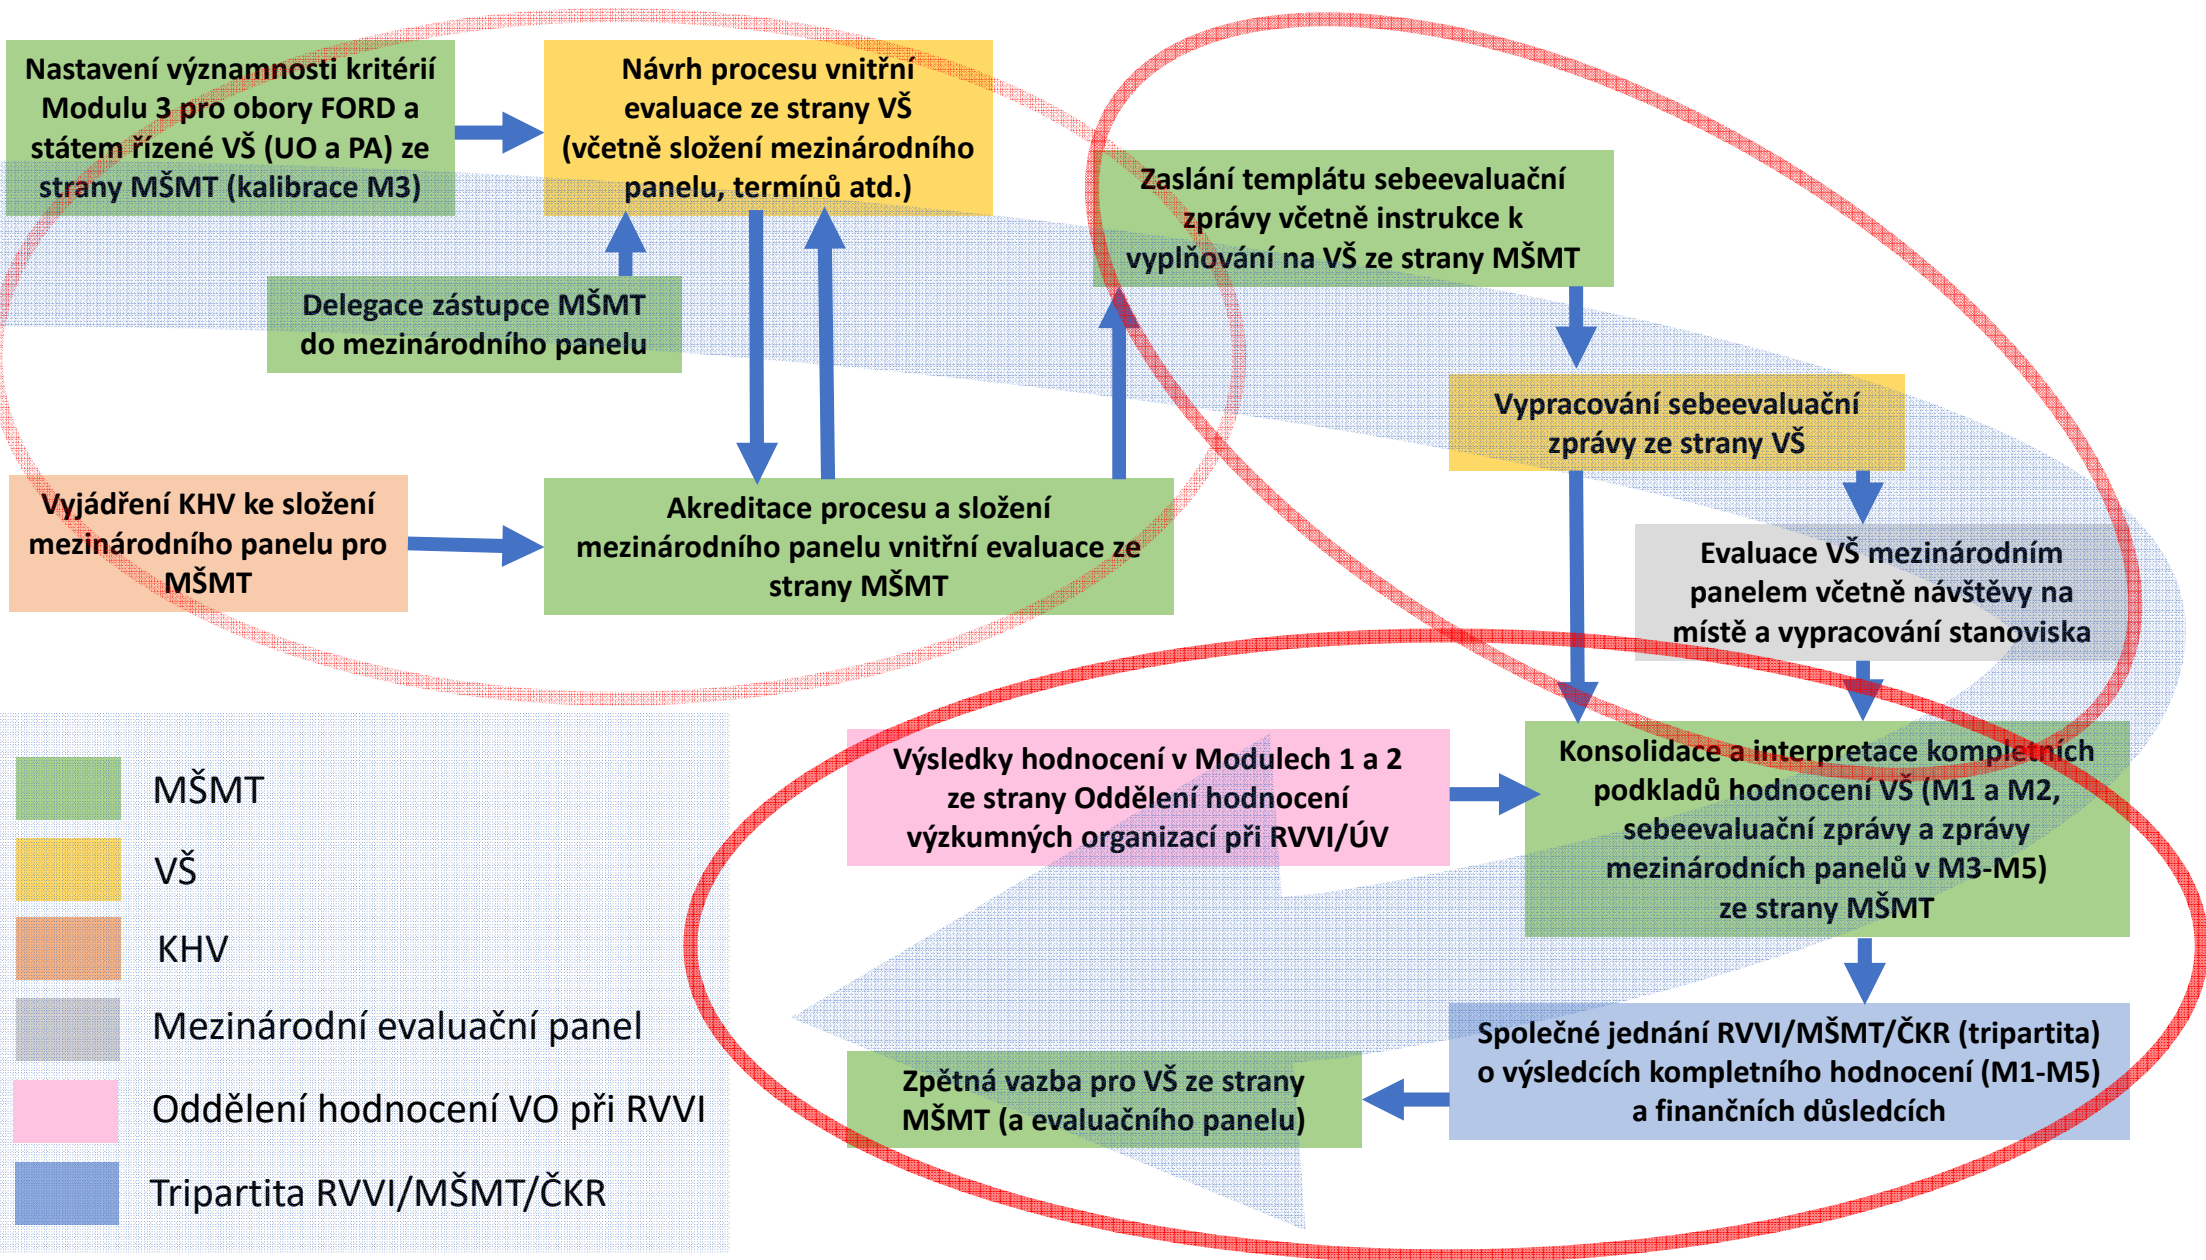 Nastavení významnosti kritérií
Modulu 3 pro obory FORD a
státem řízené VŠ (UO a PA) ze
strany MŠMT (kalibrace M3)
Návrh procesu vnitřní
evaluace ze strany VŠ
(včetně složení mezinárodního
panelu, termínů atd.)
Zaslání templátu sebeevaluační
zprávy včetně instrukce k
vyplňování na VŠ ze strany MŠMT
Delegace zástupce MŠMT
do mezinárodního panelu
Vypracování sebeevaluační
zprávy ze strany VŠ
Vyjádření KHV ke složení
mezinárodního panelu pro
MŠMT
Akreditace procesu a složení
mezinárodního panelu vnitřní evaluace ze
strany MŠMT
Evaluace VŠ mezinárodním
panelem včetně návštěvy na
místě a vypracování stanoviska
Výsledky hodnocení v Modulech 1 a 2
ze strany Oddělení hodnocení
výzkumných organizací při RVVI/ÚV
Konsolidace a interpretace kompletních
podkladů hodnocení VŠ (M1 a M2,
sebeevaluační zprávy a zprávy
mezinárodních panelů v M3-M5)
ze strany MŠMT
Společné jednání RVVI/MŠMT/ČKR (tripartita)
o výsledcích kompletního hodnocení (M1-M5)
a finančních důsledcích
Zpětná vazba pro VŠ ze strany
MŠMT (a evaluačního panelu)
MŠMT
VŠ
KHV
Mezinárodní evaluační panel
Oddělení hodnocení VO při RVVI
Tripartita RVVI/MŠMT/ČKR